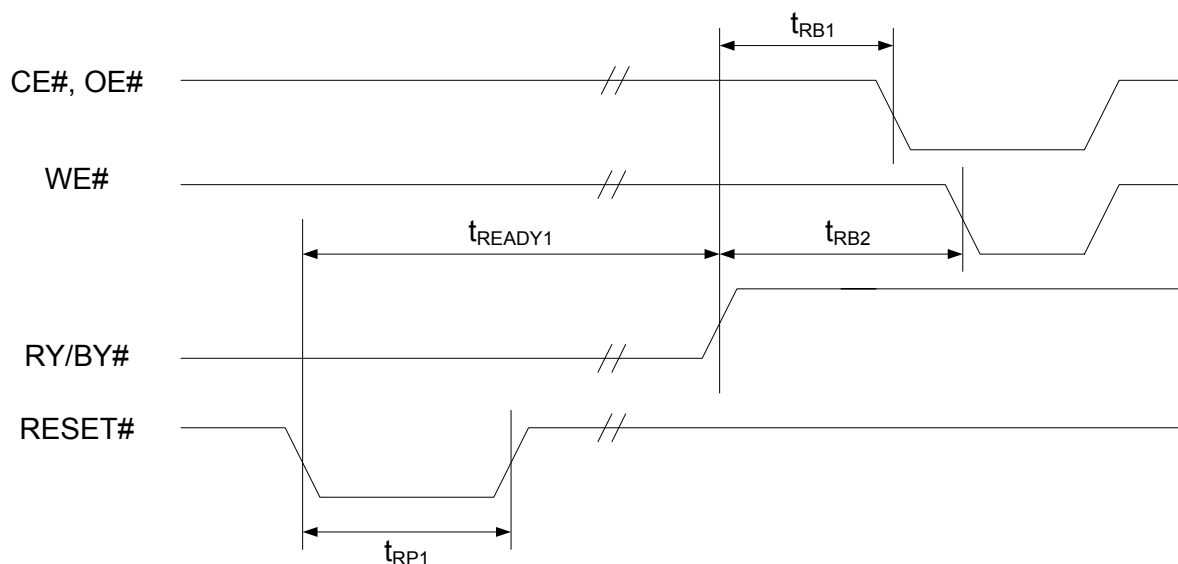 tRB1
CE#, OE#
WE#
tREADY1
tRB2
RY/BY#
RESET#
tRP1